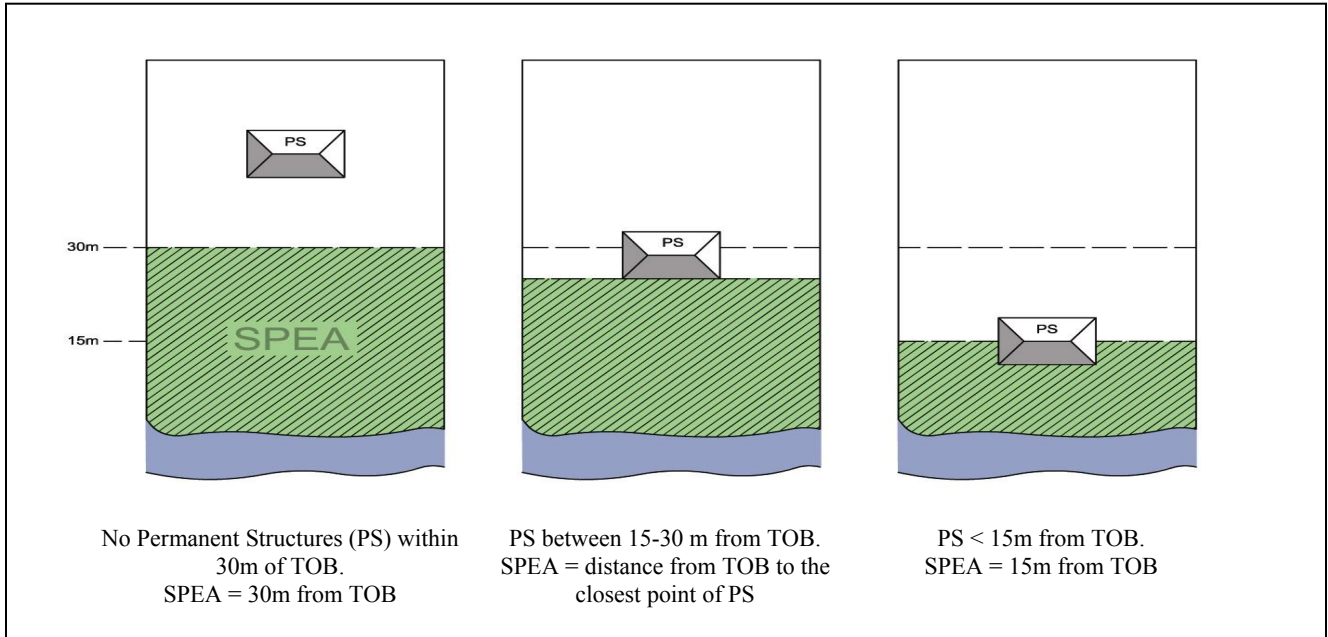 PS
PS
PS
30m
15m
SPEA
No Permanent Structures (PS) within
30m of TOB.
SPEA = 30m from TOB
PS between 15-30 m from TOB.
SPEA = distance from TOB to the
closest point of PS
PS < 15m from TOB.
SPEA = 15m from TOB